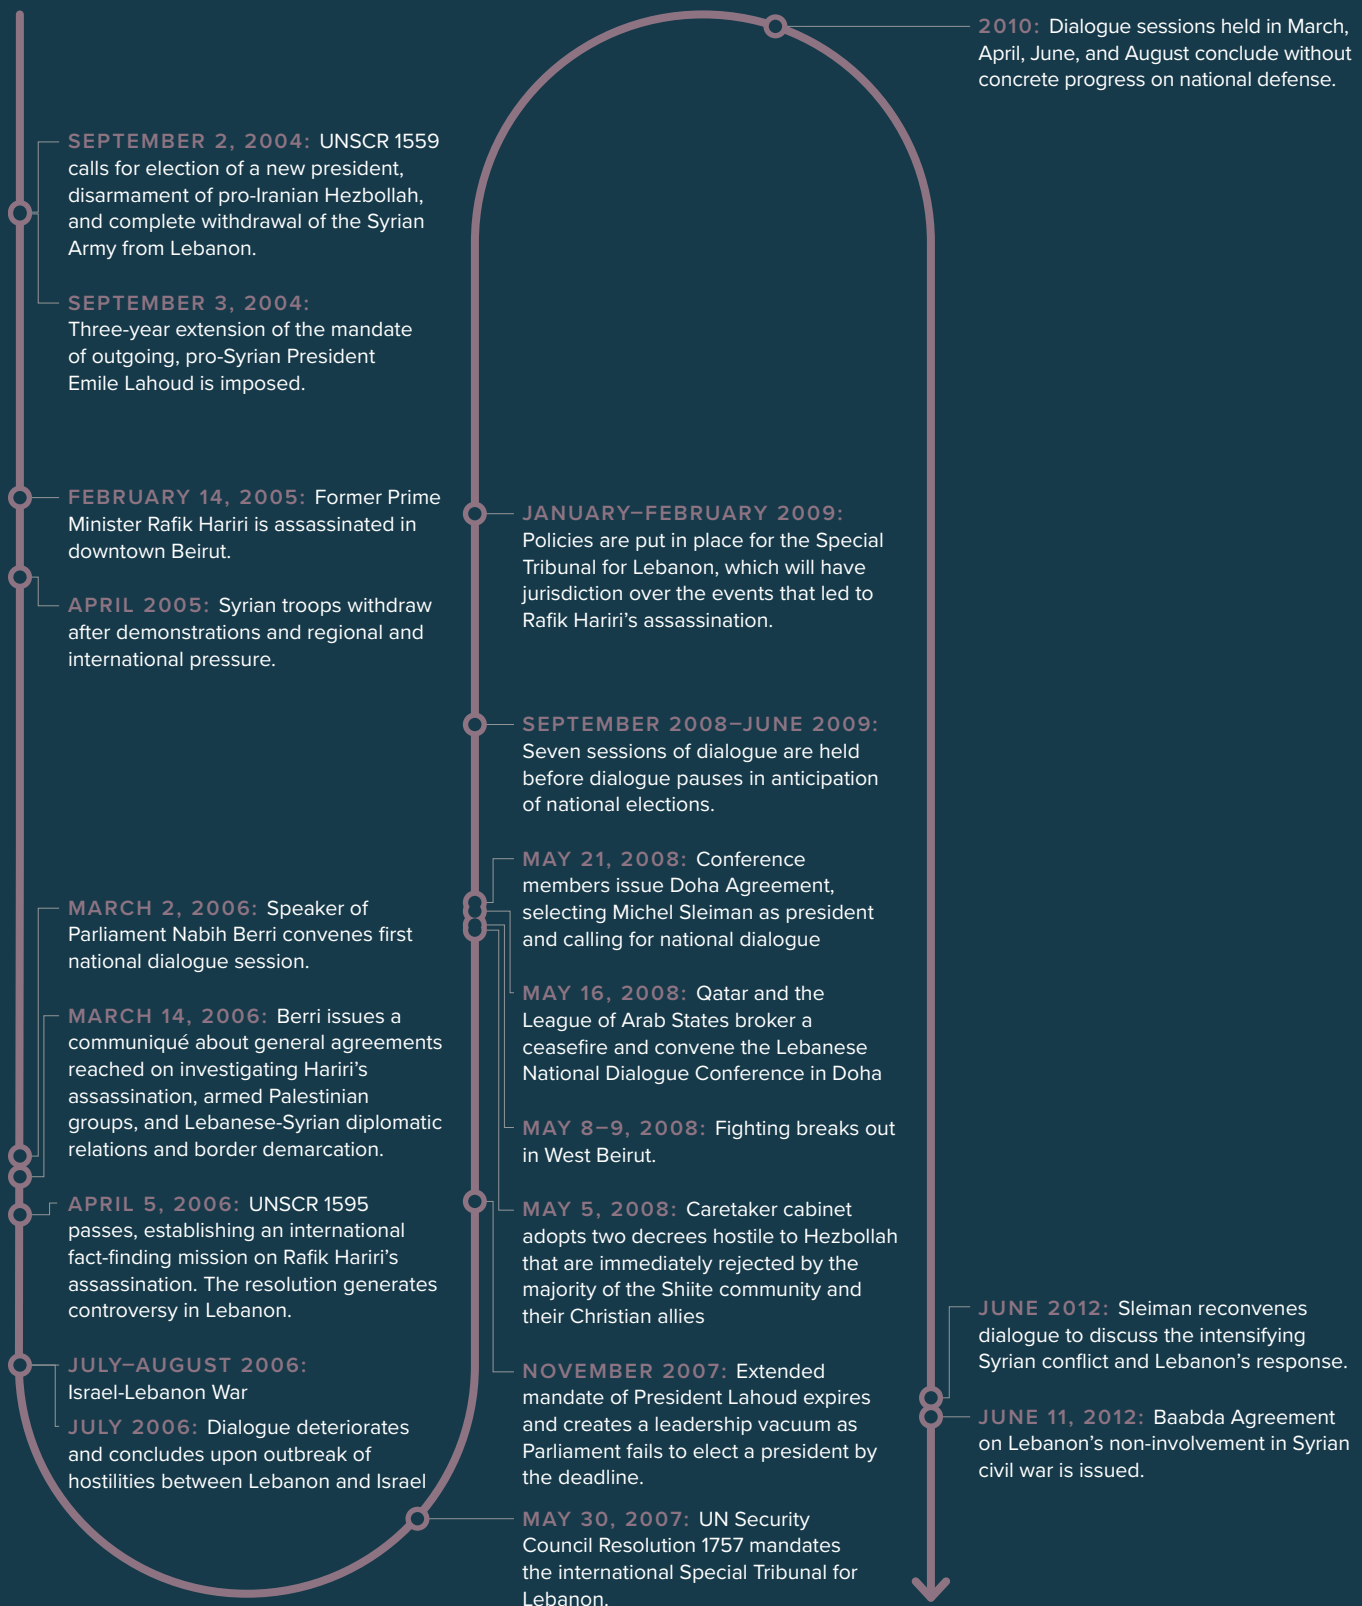 SEPTEMBER 2, 2004: UNSCR 1559
calls for election of a new president,
disarmament of pro-Iranian Hezbollah,
and complete withdrawal of the Syrian
Army from Lebanon.
SEPTEMBER 3, 2004:
Three-year extension of the mandate
of outgoing, pro-Syrian President
Emile Lahoud is imposed.
FEBRUARY 14, 2005: Former Prime
Minister Rafik Hariri is assassinated in
downtown Beirut.
APRIL 2005: Syrian troops withdraw
after demonstrations and regional and
international pressure.
MARCH 2, 2006: Speaker of
Parliament Nabih Berri convenes first
national dialogue session.
MARCH 14, 2006: Berri issues a
communiqué about general agreements
reached on investigating Hariri's
assassination, armed Palestinian
groups, and Lebanese-Syrian diplomatic
relations and border demarcation.
APRIL 5, 2006: UNSCR 1595
passes, establishing an international
fact-finding mission on Rafik Hariri's
assassination. The resolution generates
controversy in Lebanon.
JULY–AUGUST 2006:
Israel-Lebanon War
JULY 2006: Dialogue deteriorates
and concludes upon outbreak of
hostilities between Lebanon and Israel
JANUARY–FEBRUARY 2009:
Policies are put in place for the Special
Tribunal for Lebanon, which will have
jurisdiction over the events that led to
Rafik Hariri's assassination.
SEPTEMBER 2008–JUNE 2009:
Seven sessions of dialogue are held
before dialogue pauses in anticipation
of national elections.
MAY 21, 2008: Conference
members issue Doha Agreement,
selecting Michel Sleiman as president
and calling for national dialogue
MAY 16, 2008: Qatar and the
League of Arab States broker a
ceasefire and convene the Lebanese
National Dialogue Conference in Doha
MAY 8–9, 2008: Fighting breaks out
in West Beirut.
MAY 5, 2008: Caretaker cabinet
adopts two decrees hostile to Hezbollah
that are immediately rejected by the
majority of the Shiite community and
their Christian allies
NOVEMBER 2007: Extended
mandate of President Lahoud expires
and creates a leadership vacuum as
Parliament fails to elect a president by
the deadline.
MAY 30, 2007: UN Security
Council Resolution 1757 mandates
the international Special Tribunal for
Lebanon.
2010: Dialogue sessions held in March,
April, June, and August conclude without
concrete progress on national defense.
JUNE 2012: Sleiman reconvenes
dialogue to discuss the intensifying
Syrian conflict and Lebanon's response.
JUNE 11, 2012: Baabda Agreement
on Lebanon's non-involvement in Syrian
civil war is issued.